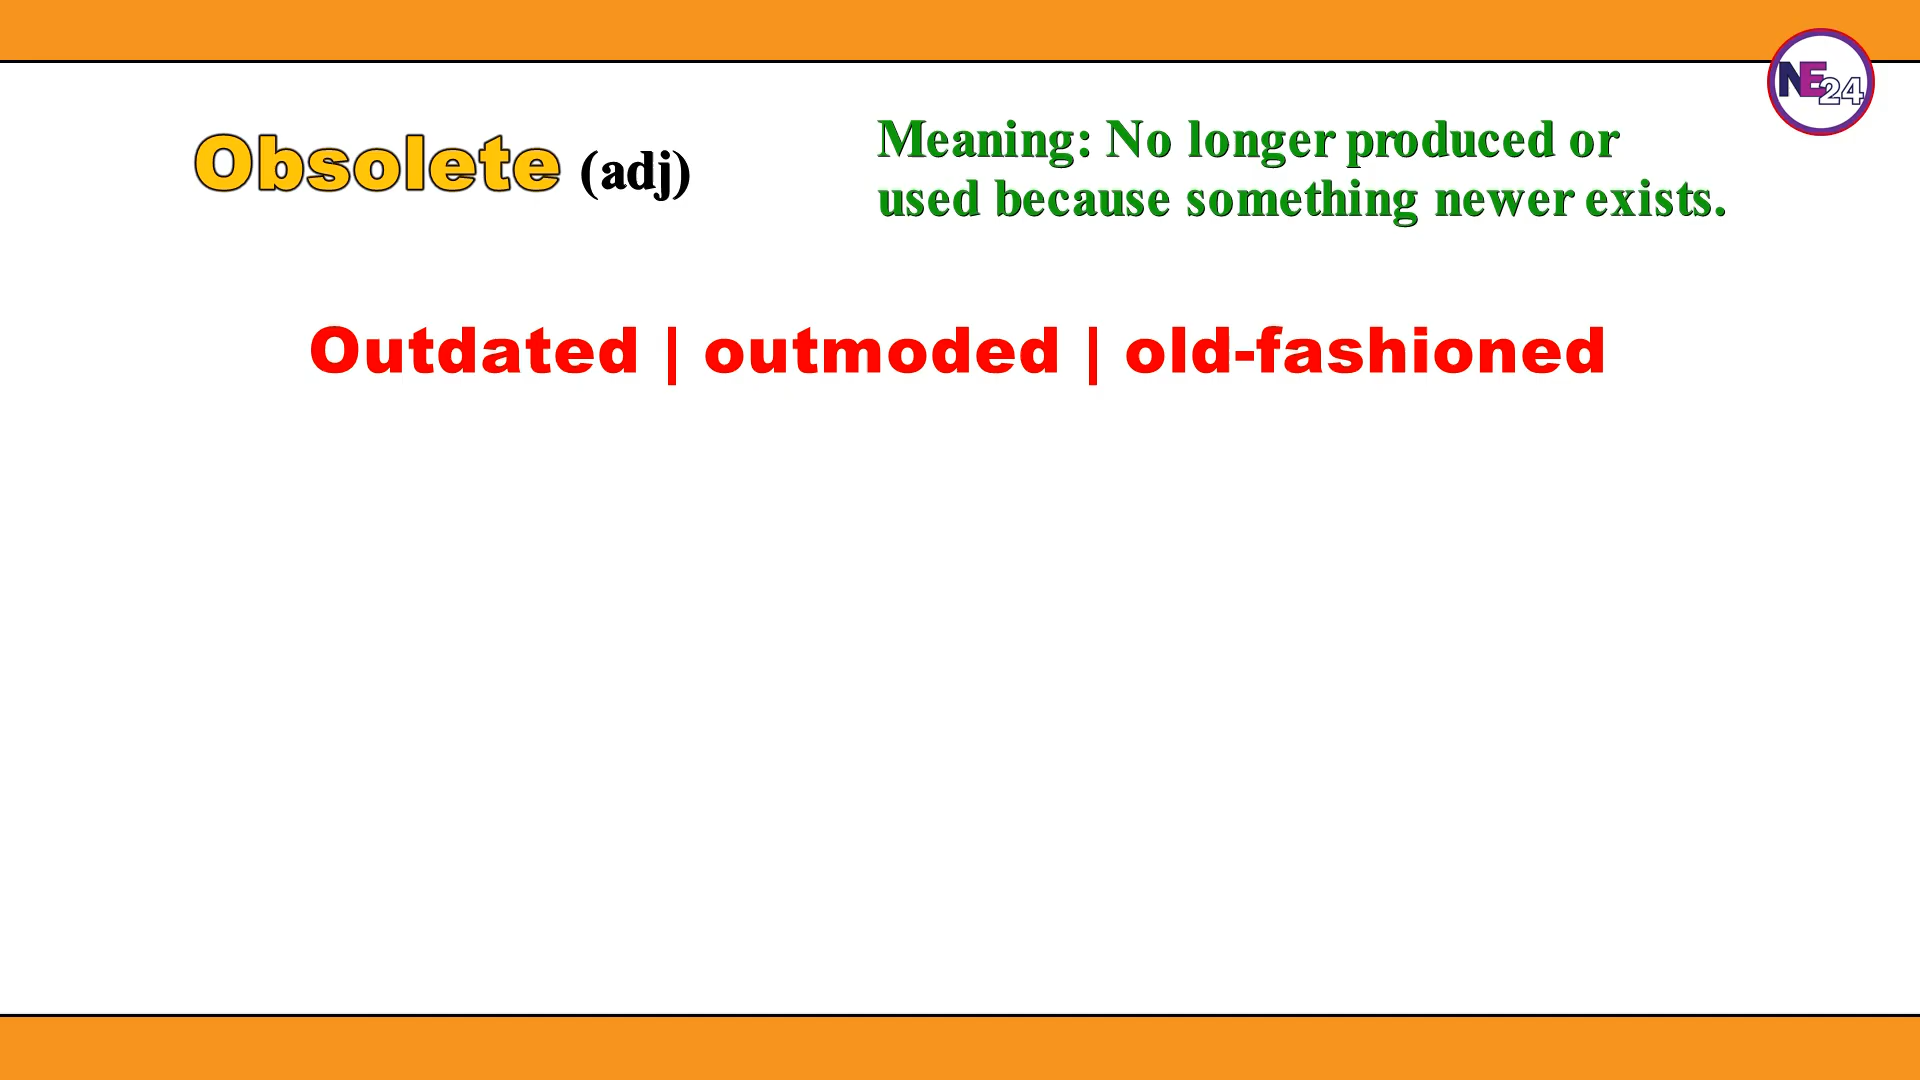 NE24
Obsolete (adj)
Meaning: No longer produced or
used because something newer exists.
Outdated | outmoded | old-fashioned